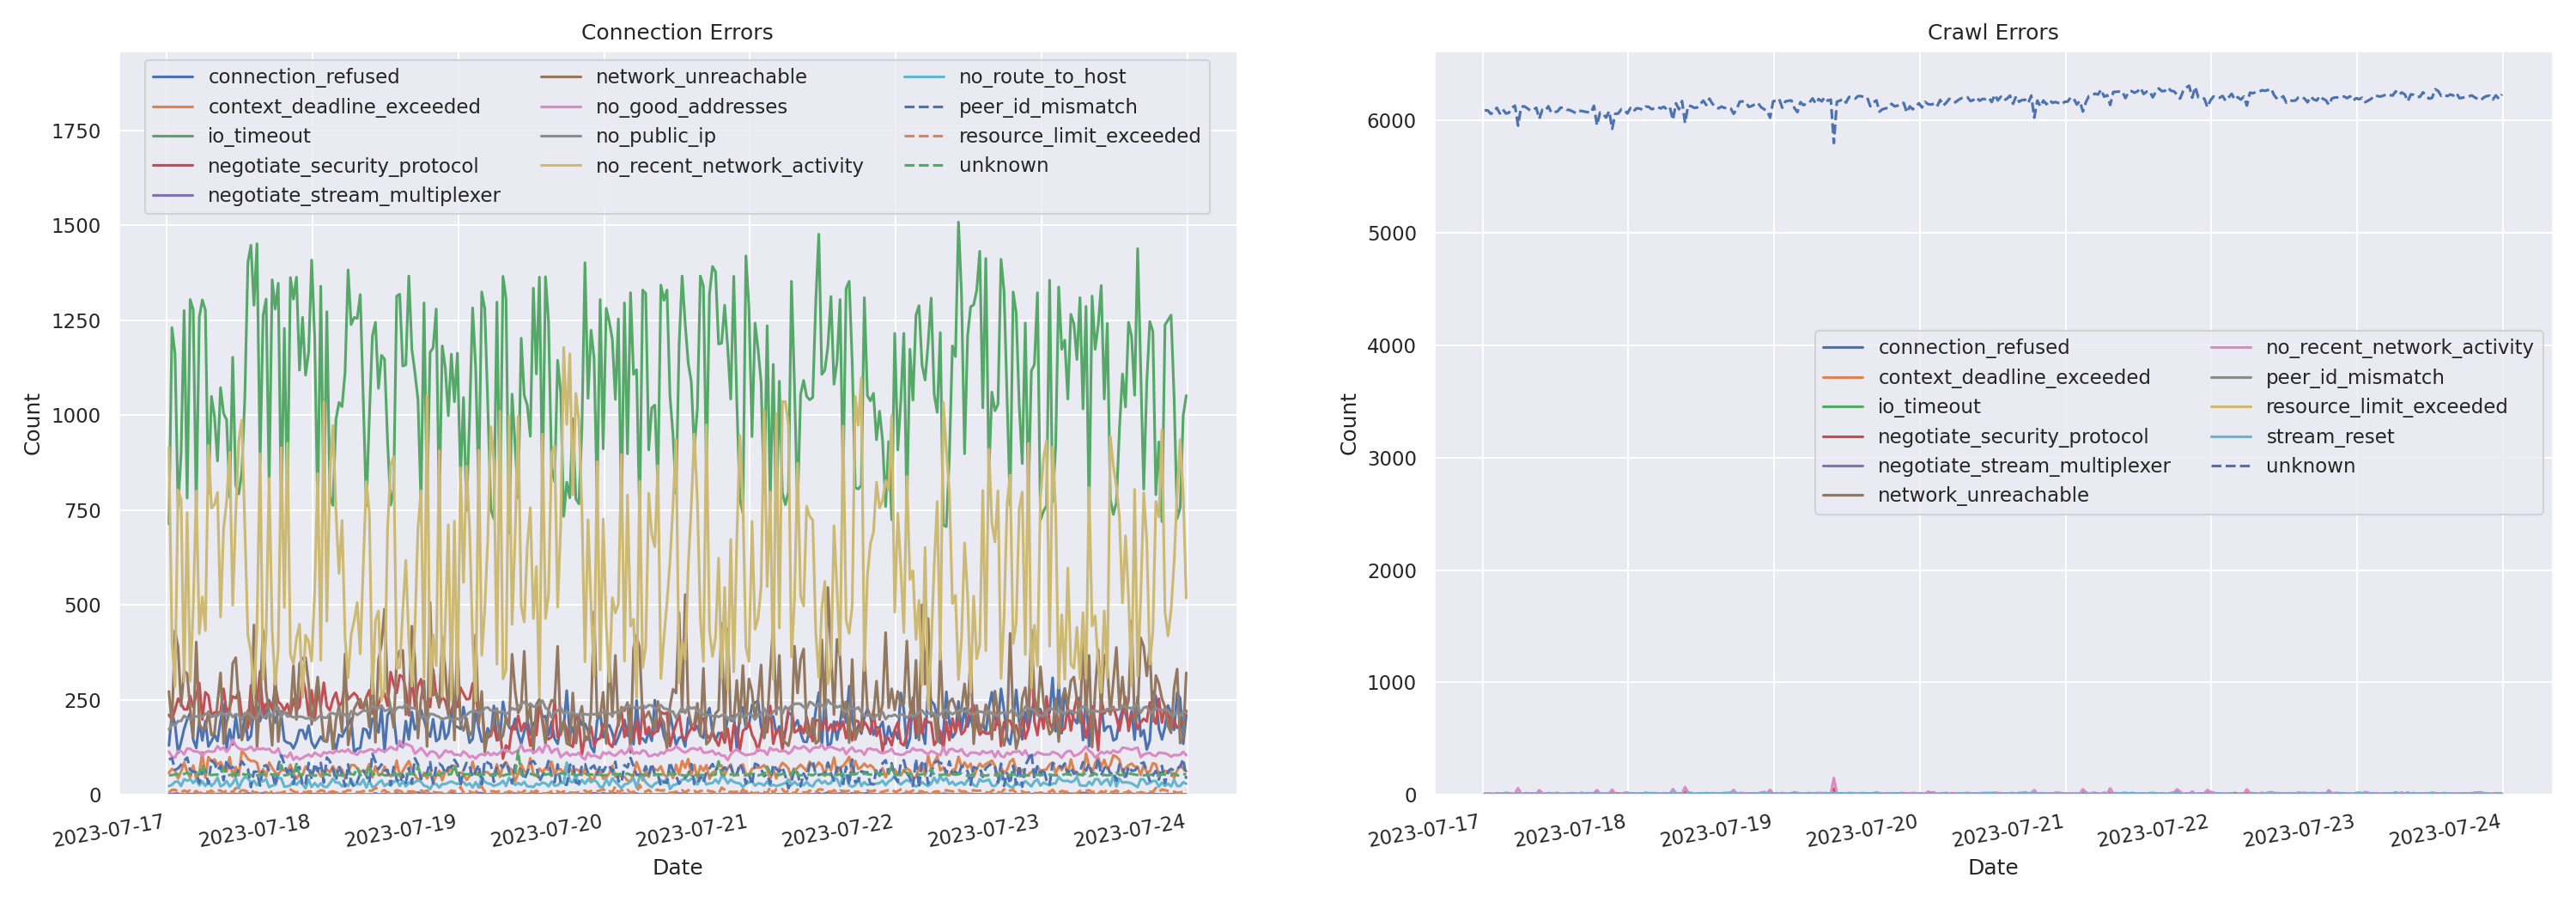 Connection Errors
connection_refused
context_deadline_exceeded
io_timeout
negotiate_security_protocol
negotiate_stream_multiplexer
network_unreachable
no_good_addresses
no_public_ip
no_recent_network_activity
no_route_to_host
peer_id_mismatch
resource_limit_exceeded
unknown
1750
1500
1250
1000
750
500
250
0
Count
2023-07-17
2023-07-18
2023-07-19
2023-07-20
2023-07-21
2023-07-22
2023-07-23
2023-07-24
Date
Crawl Errors
6000
5000
4000
3000
2000
1000
0
Count
connection_refused
context_deadline_exceeded
io_timeout
negotiate_security_protocol
negotiate_stream_multiplexer
network_unreachable
no_recent_network_activity
peer_id_mismatch
resource_limit_exceeded
stream_reset
unknown
2023-07-17
2023-07-18
2023-07-19
2023-07-20
2023-07-21
2023-07-22
2023-07-23
2023-07-24
Date